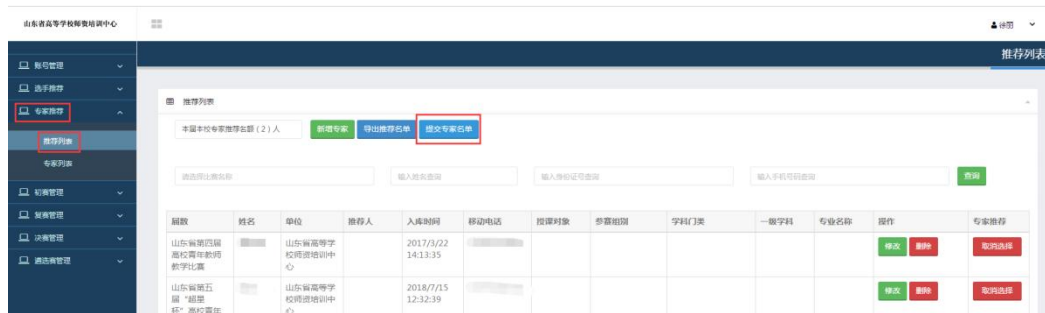 山东省高等学校师资培训中心
徐丽
推荐列表
账号管理
选手推荐
专家推荐
推荐列表
专家列表
初赛管理
复赛管理
决赛管理
遴选赛管理
推荐列表
本届本校专家推荐名额（2）人 新增专家 导出推荐名单 提交专家名单
请选择比赛名称 输入姓名查询 输入身份证号查询 输入手机号码查询 查询
届数 姓名 单位 推荐人 入库时间 移动电话 授课对象 参赛组别 学科门类 一级学科 专业名称 操作 专家推荐
山东省第四届 山东省高等学 2017/3/22 修改 删除 取消选择
高校青年教师 校师资培训中 14:13:35
教学比赛 心
山东省第五 山东省高等学 2018/7/15 修改 删除 取消选择
届“超星 校师资培训中 12:32:39
杯”高校青年 心